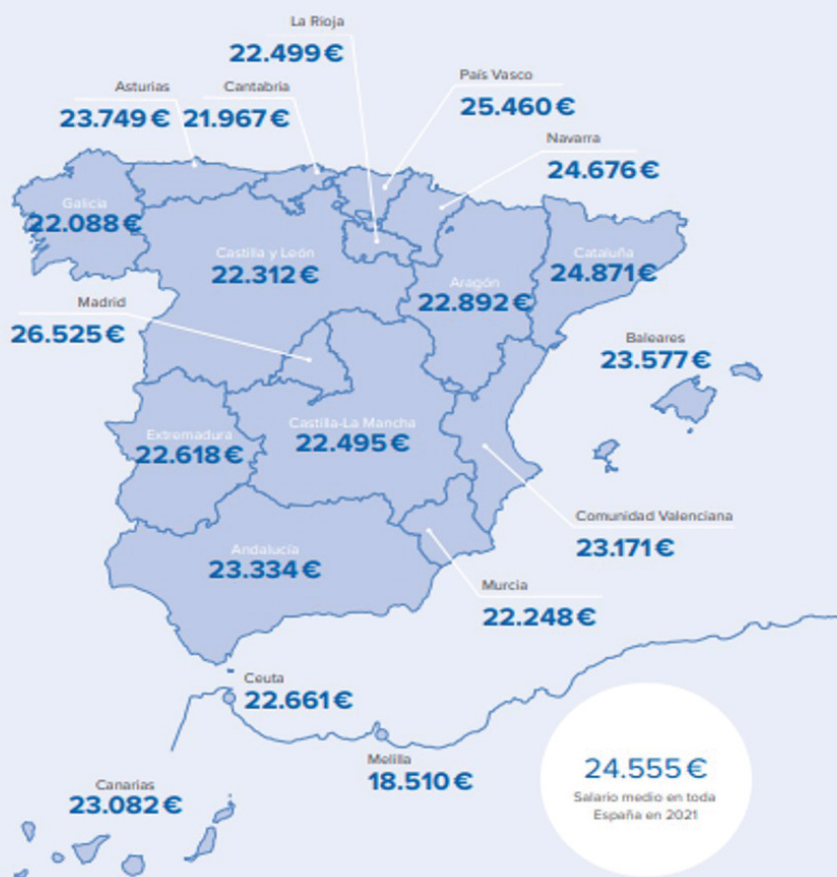 La Rioja
22.499€
Asturias
23.749€
Cantabria
21.967€
País Vasco
25.460€
Navarra
24.676€
Galicia
22.088€
Castilla y León
22.312€
Aragón
22.892€
Cataluña
24.871€
Madrid
26.525€
Baleares
23.577€
Extremadura
22.618€
Castilla-La Mancha
22.495€
Comunidad Valenciana
23.171€
Andalucía
23.334€
Murcia
22.248€
Ceuta
22.661€
Melilla
18.510€
Canarias
23.082€
24.555€
Salario medio en toda
España en 2021